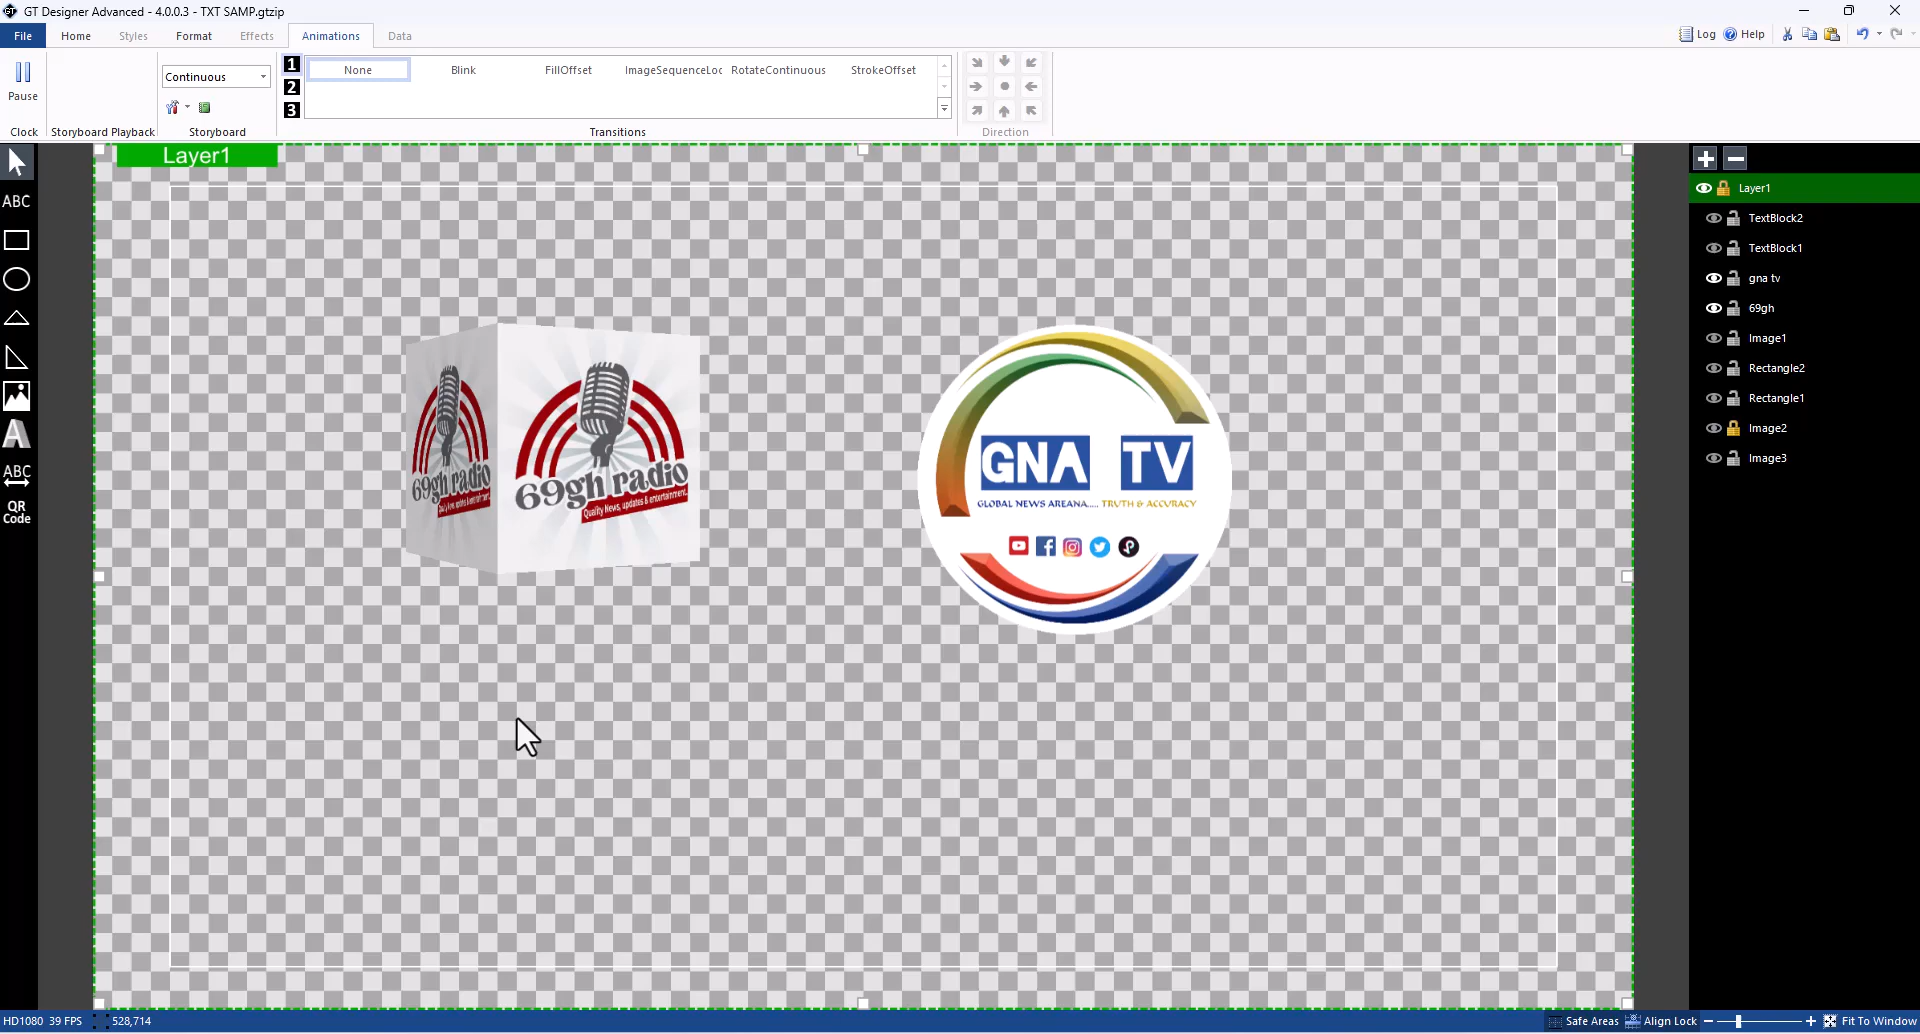 GT Designer Advanced - 4.0.0.3 - TXT SAMP.gtzip
File Home Styles Format Effects Animations Data
Log Help
Pause
Clock
Storyboard Playback
Continuous
Storyboard
1
2
3
None Blink FillOffset ImageSequenceLoc RotateContinuous StrokeOffset
Transitions
Direction
ABC
ABC
QR
Code
Layer1
69gh radio
Quality News, updates & entertainment..
69gh radio
Quality News, updates & entertainment..
GNA TV
GLOBAL NEWS AREANA..... TRUTH & ACCURACY
Layer1
TextBlock2
TextBlock1
gna tv
69gh
Image1
Rectangle2
Rectangle1
Image2
Image3
HD1080 39 FPS 528,714
Safe Areas Align Lock Fit To Window